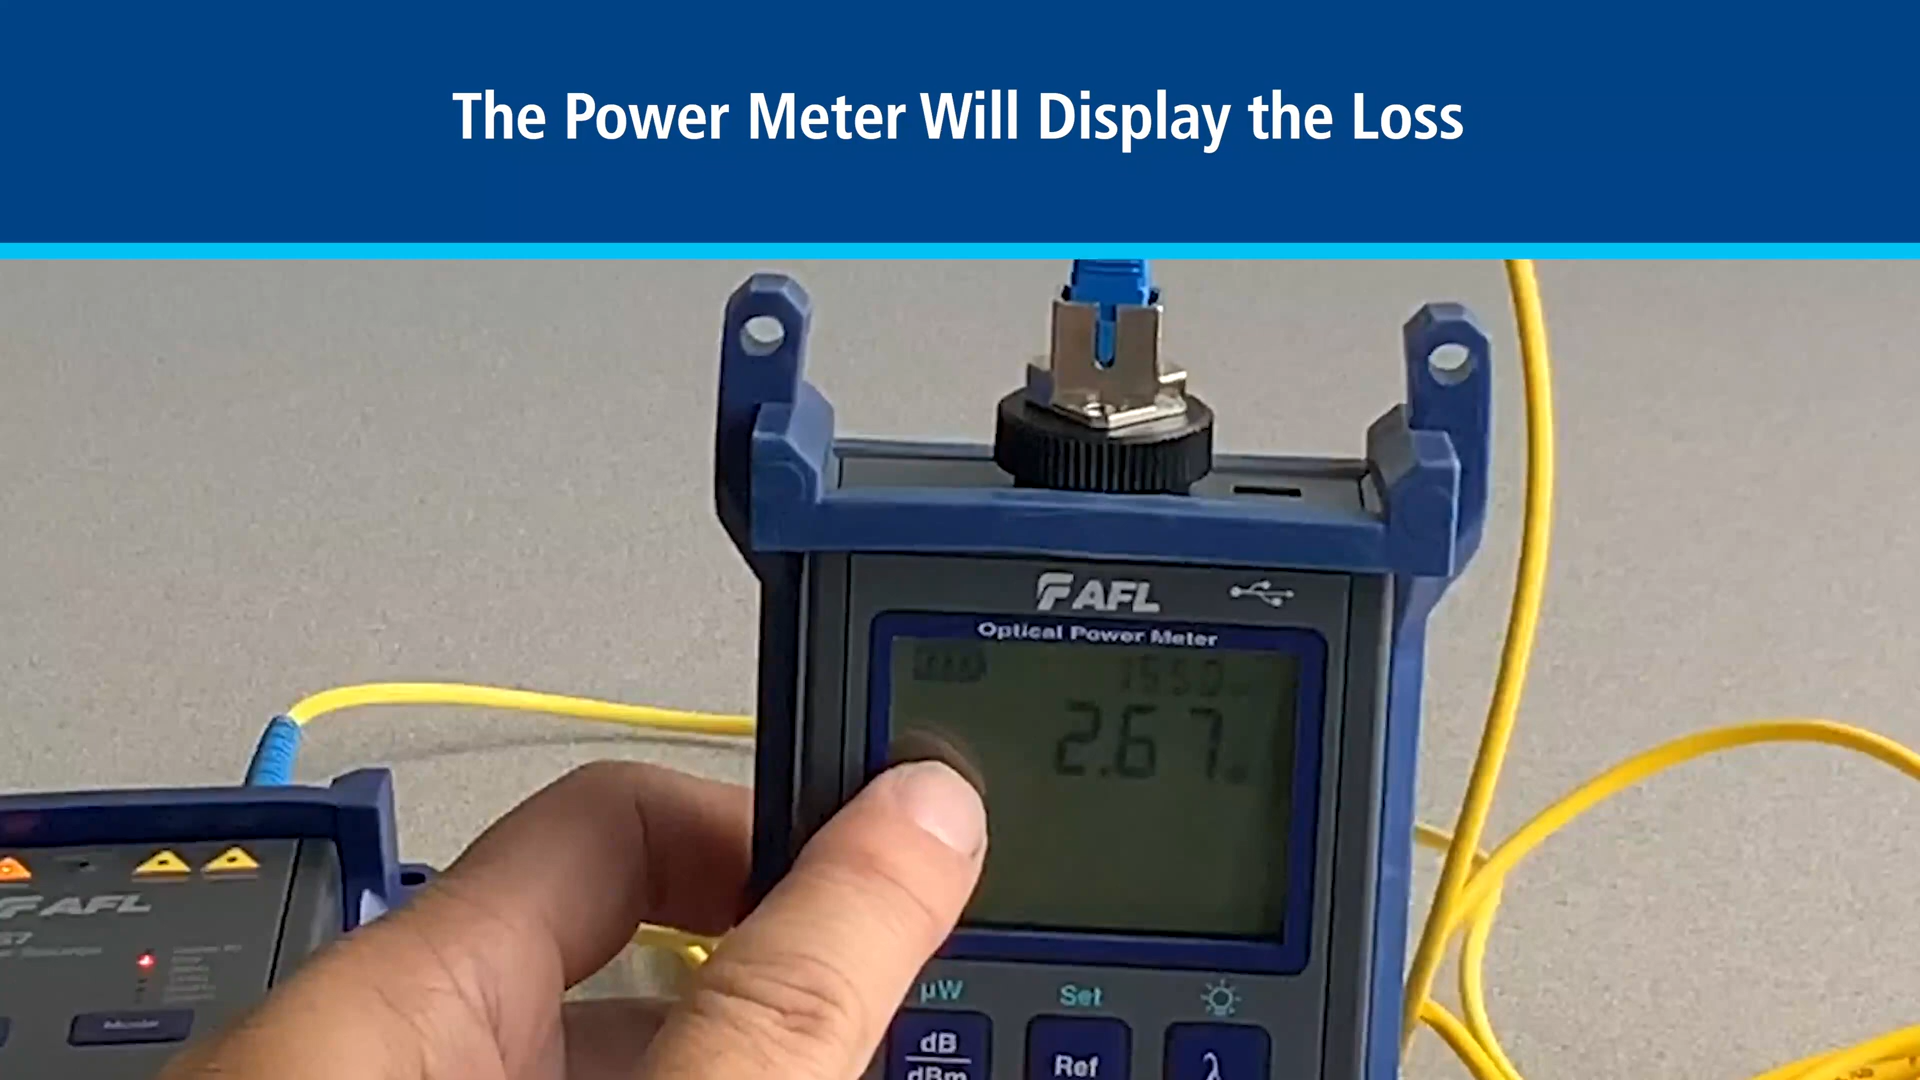 The Power Meter Will Display the Loss
AFL
Optical Power Meter
1550
2.67
AFL
Mode
µW
Set
dB
dBm
Ref
λ